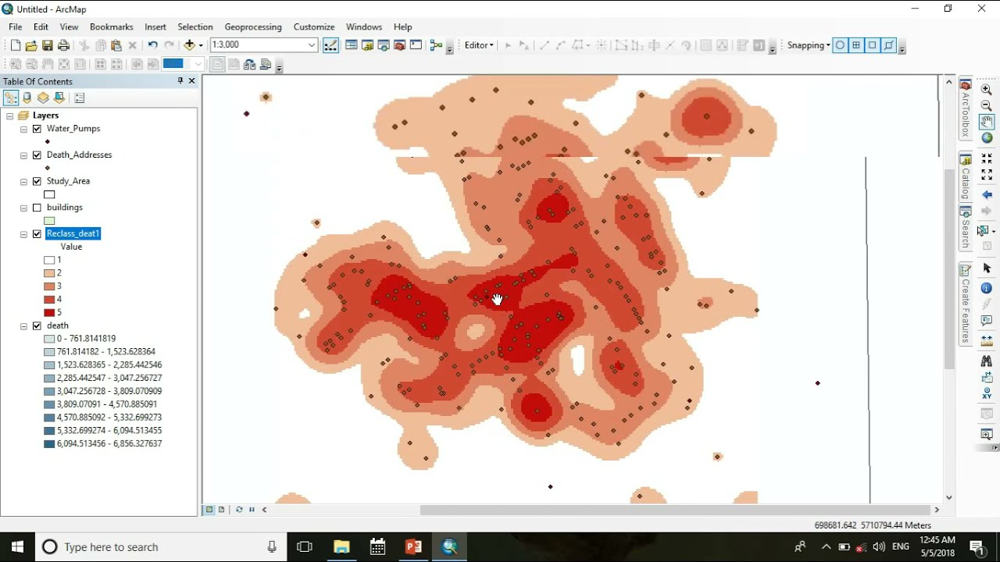 Untitled - ArcMap
File Edit View Bookmarks Insert Selection Geoprocessing Customize Windows Help
1:3,000
Editor
Snapping
Table Of Contents
Layers
Water_Pumps
Death_Addresses
Study_Area
buildings
Reclass_deat1
Value
1
2
3
4
5
death
0 - 761.8141819
761.814182 - 1,523.628364
1,523.628365 - 2,285.442546
2,285.442547 - 3,047.256727
3,047.256728 - 3,809.070909
3,809.07091 - 4,570.885091
4,570.885092 - 5,332.699273
5,332.699274 - 6,094.513455
6,094.513456 - 6,856.327637
ArcToolbox
Catalog
Search
Create Features
698681.642 5710794.44 Meters
Type here to search
ENG
12:45 AM
5/5/2018
1